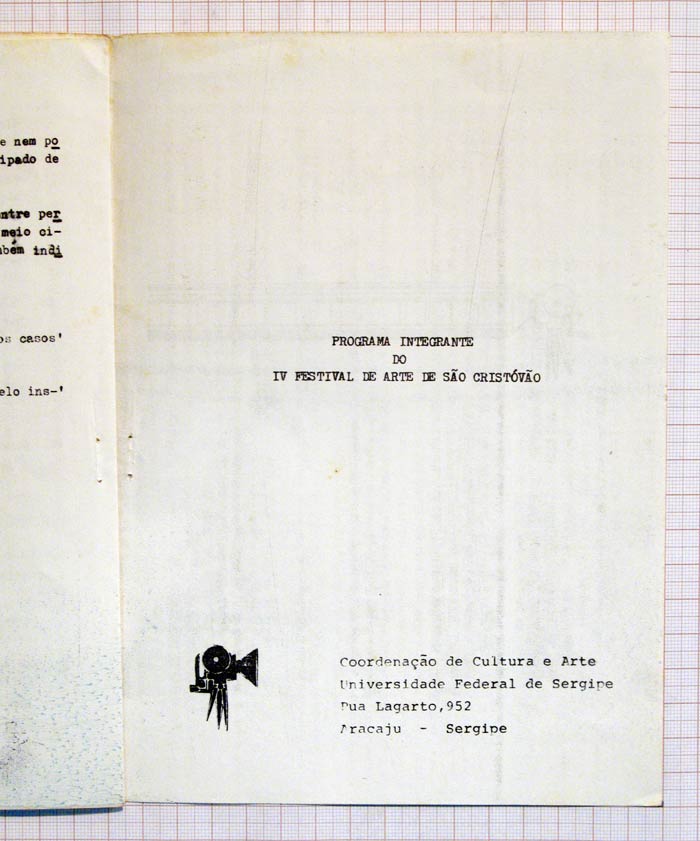 e nem po
ipado de
ntre per
meio ci-
bém indi
os casos'
elo ins-'
PROGRAMA INTEGRANTE
DO
IV FESTIVAL DE ARTE DE SÃO CRISTÓVÃO
Coordenação de Cultura e Arte
Universidade Federal de Sergipe
Rua Lagarto,952
Aracaju - Sergipe